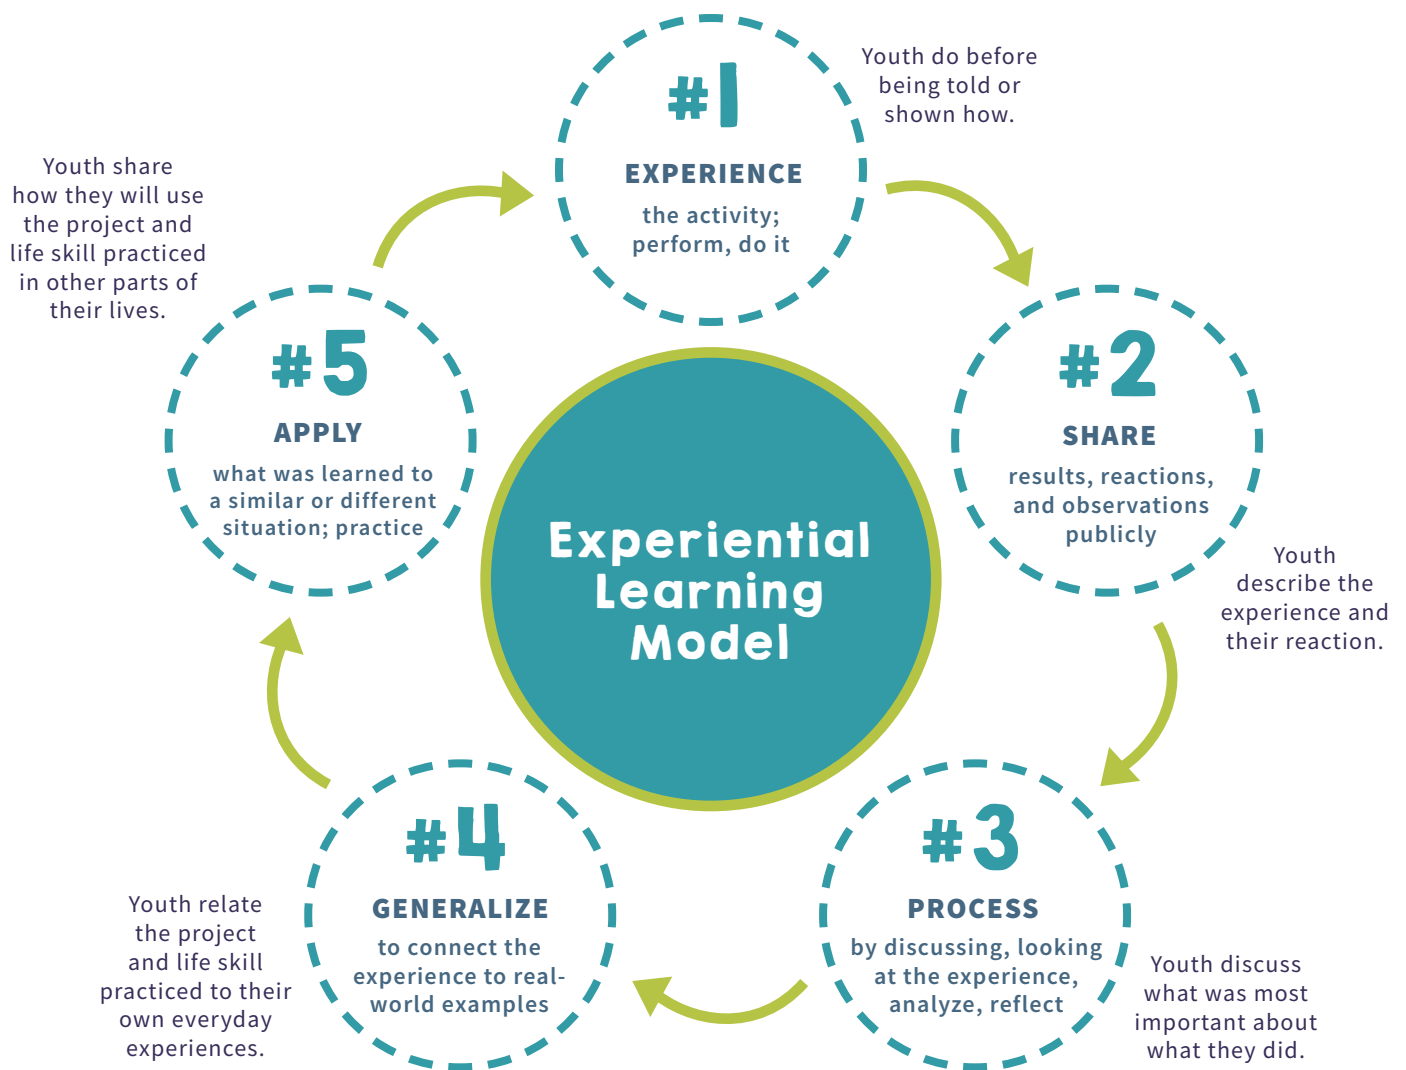 #1
EXPERIENCE
the activity;
perform, do it
Youth do before
being told or
shown how.
#2
SHARE
results, reactions,
and observations
publicly
Youth
describe the
experience and
their reaction.
#3
PROCESS
by discussing, looking
at the experience,
analyze, reflect
Youth discuss
what was most
important about
what they did.
#4
GENERALIZE
to connect the
experience to real-
world examples
Youth relate
the project
and life skill
practiced to their
own everyday
experiences.
#5
APPLY
what was learned to
a similar or different
situation; practice
Youth share
how they will use
the project and
life skill practiced
in other parts of
their lives.
Experiential
Learning
Model